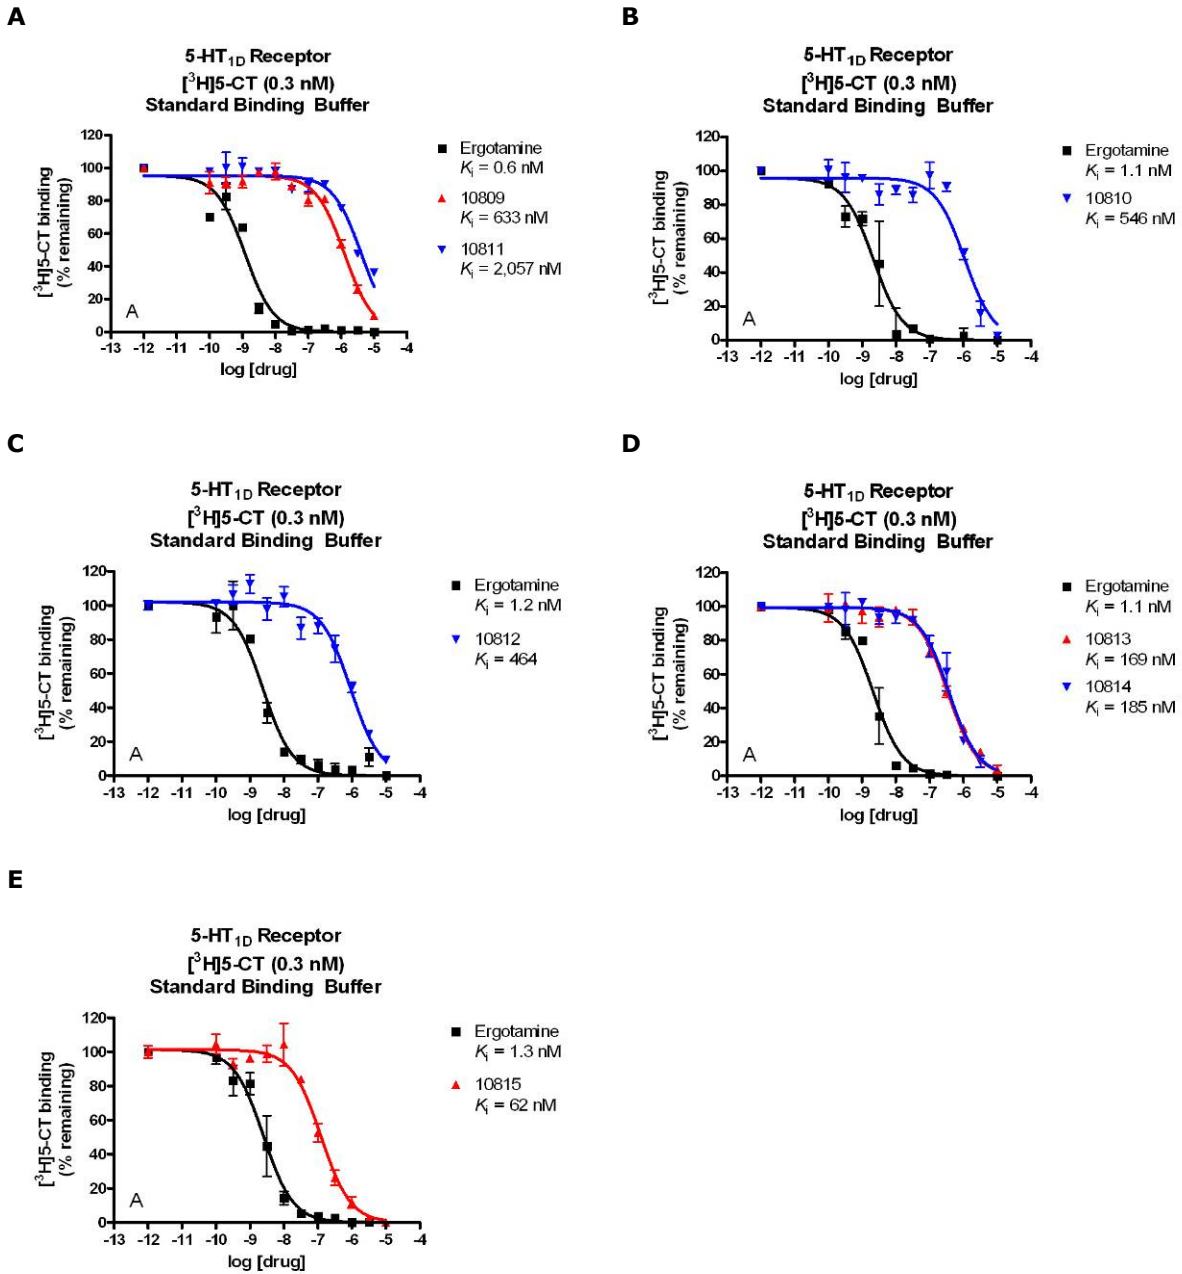 A
5-HT1D Receptor
[3H]5-CT (0.3 nM)
Standard Binding Buffer
[3H]5-CT binding
(% remaining)
120
100
80
60
40
20
0
-13 -12 -11 -10 -9 -8 -7 -6 -5 -4
log [drug]
A
Ergotamine
Ki = 0.6 nM
10809
Ki = 633 nM
10811
Ki = 2,057 nM
B
5-HT1D Receptor
[3H]5-CT (0.3 nM)
Standard Binding Buffer
[3H]5-CT binding
(% remaining)
120
100
80
60
40
20
0
-13 -12 -11 -10 -9 -8 -7 -6 -5 -4
log [drug]
A
Ergotamine
Ki = 1.1 nM
10810
Ki = 546 nM
C
5-HT1D Receptor
[3H]5-CT (0.3 nM)
Standard Binding Buffer
[3H]5-CT binding
(% remaining)
120
100
80
60
40
20
0
-13 -12 -11 -10 -9 -8 -7 -6 -5 -4
log [drug]
A
Ergotamine
Ki = 1.2 nM
10812
Ki = 464
D
5-HT1D Receptor
[3H]5-CT (0.3 nM)
Standard Binding Buffer
[3H]5-CT binding
(% remaining)
120
100
80
60
40
20
0
-13 -12 -11 -10 -9 -8 -7 -6 -5 -4
log [drug]
A
Ergotamine
Ki = 1.1 nM
10813
Ki = 169 nM
10814
Ki = 185 nM
E
5-HT1D Receptor
[3H]5-CT (0.3 nM)
Standard Binding Buffer
[3H]5-CT binding
(% remaining)
120
100
80
60
40
20
0
-13 -12 -11 -10 -9 -8 -7 -6 -5 -4
log [drug]
A
Ergotamine
Ki = 1.3 nM
10815
Ki = 62 nM